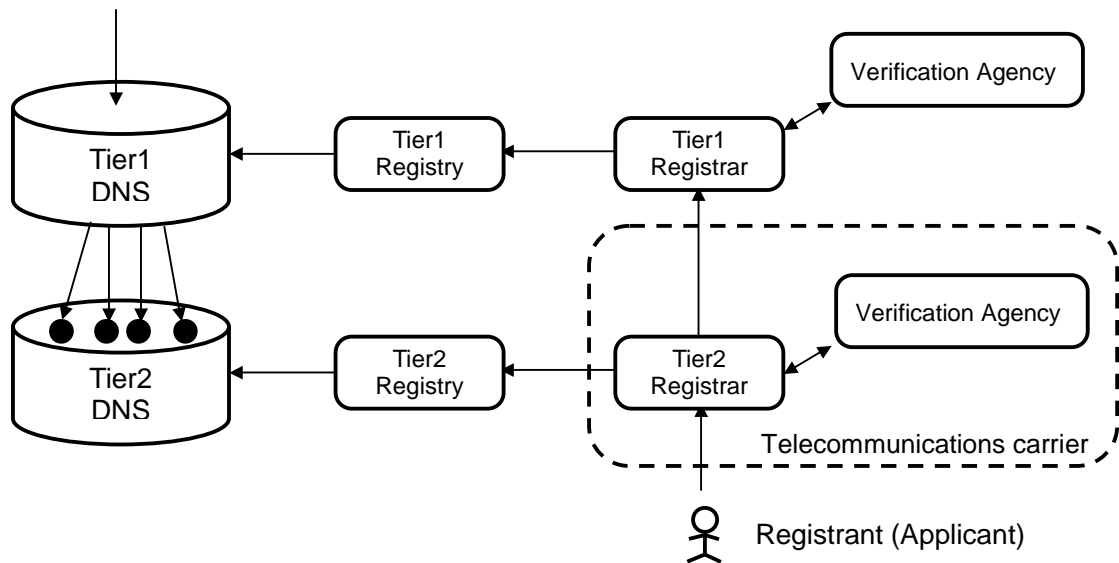 Verification Agency
Tier1
DNS
Tier1
Registry
Tier1
Registrar
Verification Agency
Tier2
DNS
Tier2
Registry
Tier2
Registrar
Telecommunications carrier
Registrant (Applicant)